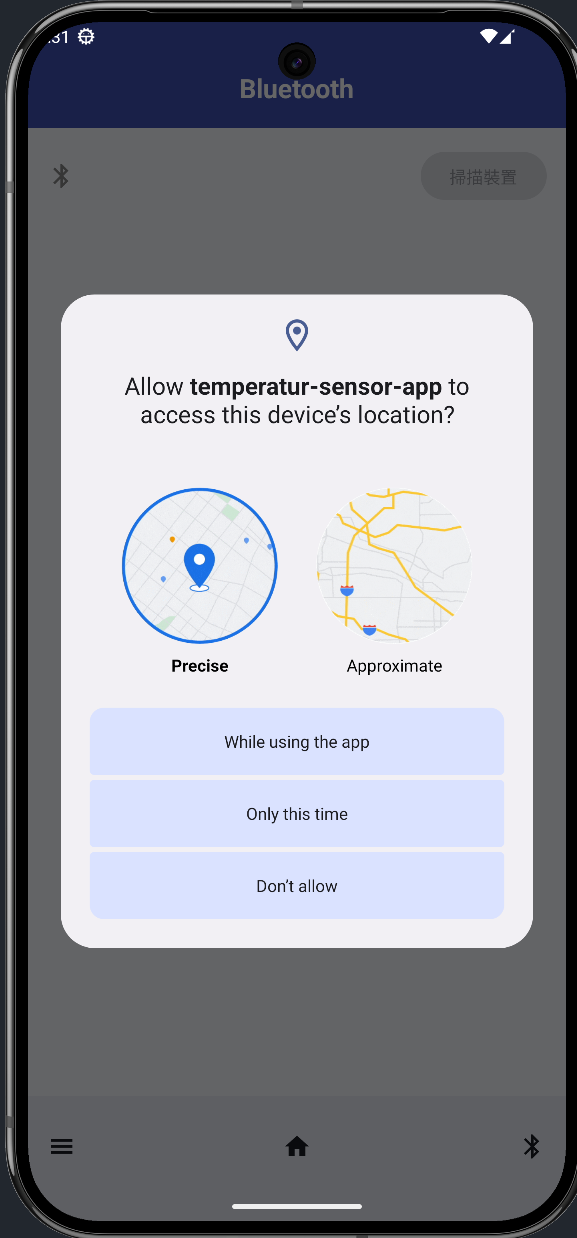 :31
Bluetooth
掃描裝置
Allow temperatur-sensor-app to
access this device’s location?
Precise
Approximate
While using the app
Only this time
Don’t allow